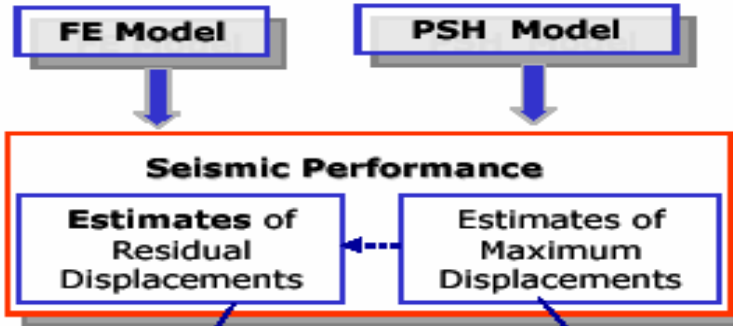 FE Model
PSH Model
Seismic Performance
Estimates of
Residual
Displacements
Estimates of
Maximum
Displacements